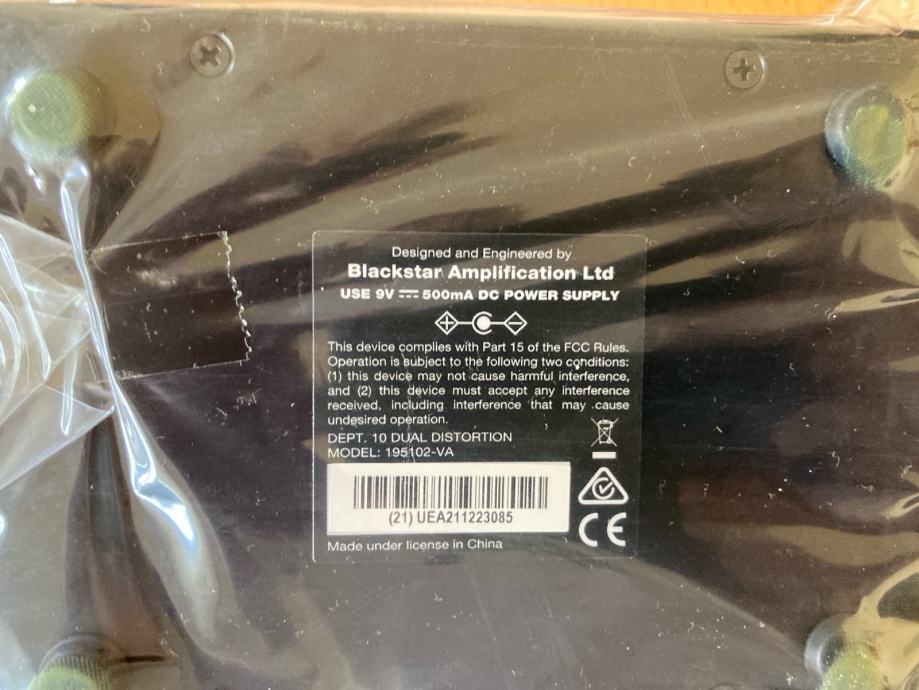 Designed and Engineered by
Blackstar Amplification Ltd
USE 9V ⎓ 500mA DC POWER SUPPLY
This device complies with Part 15 of the FCC Rules.
Operation is subject to the following two conditions:
(1) this device may not cause harmful interference,
and (2) this device must accept any interference
received, including interference that may cause
undesired operation.
DEPT. 10 DUAL DISTORTION
MODEL: 195102-VA
(21) UEA211223085
CE
Made under license in China